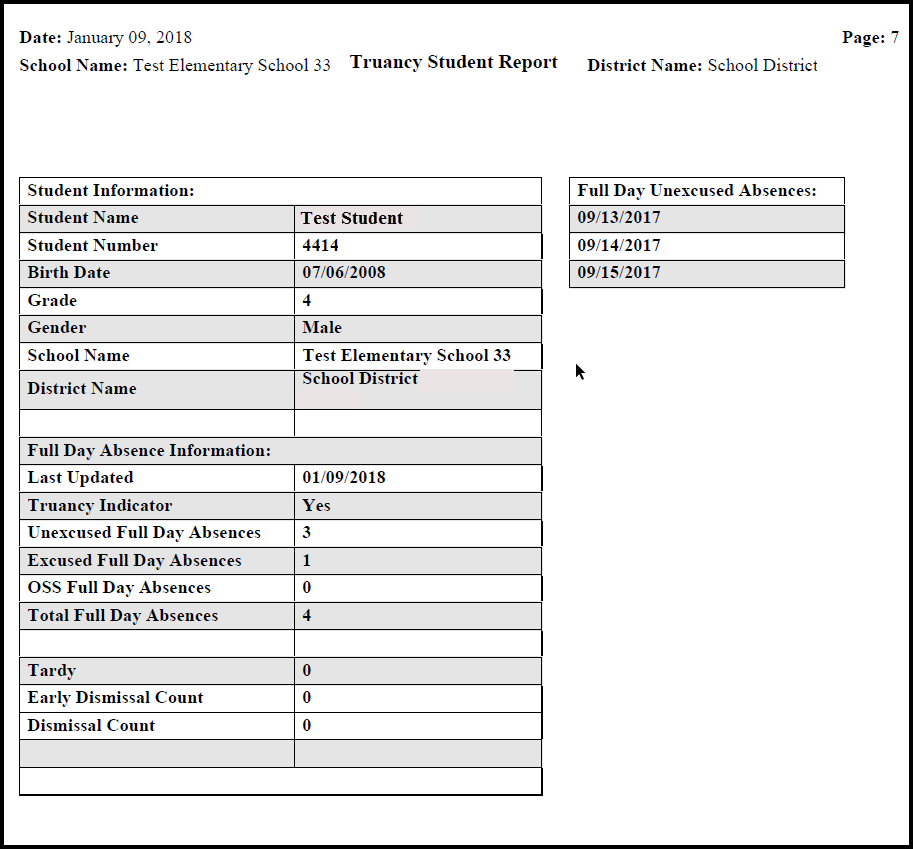 Date: January 09, 2018 Page: 7
School Name: Test Elementary School 33 Truancy Student Report District Name: School District
Student Information:
Student Name Test Student
Student Number 4414
Birth Date 07/06/2008
Grade 4
Gender Male
School Name Test Elementary School 33
District Name School District
Full Day Absence Information:
Last Updated 01/09/2018
Truancy Indicator Yes
Unexcused Full Day Absences 3
Excused Full Day Absences 1
OSS Full Day Absences 0
Total Full Day Absences 4
Tardy 0
Early Dismissal Count 0
Dismissal Count 0
Full Day Unexcused Absences:
09/13/2017
09/14/2017
09/15/2017